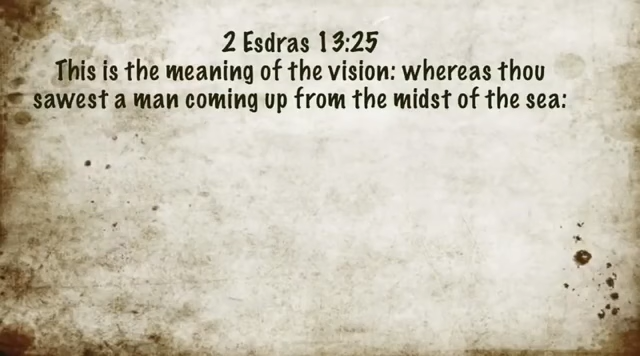 2 Esdras 13:25
This is the meaning of the vision: whereas thou
sawest a man coming up from the midst of the sea: